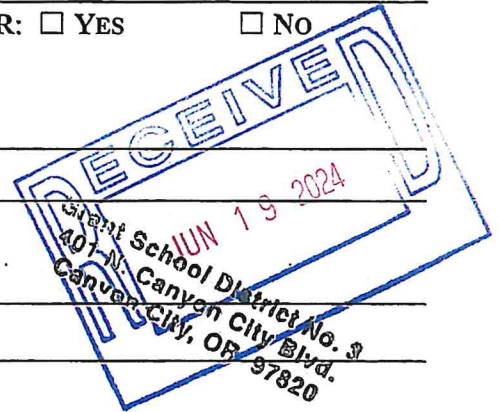 R: ☐ YES ☐ NO
RECEIVED
JUN 19 2024
Grant School District No. 3
401 N. Canyon City Blvd.
Canyon City, OR 97820